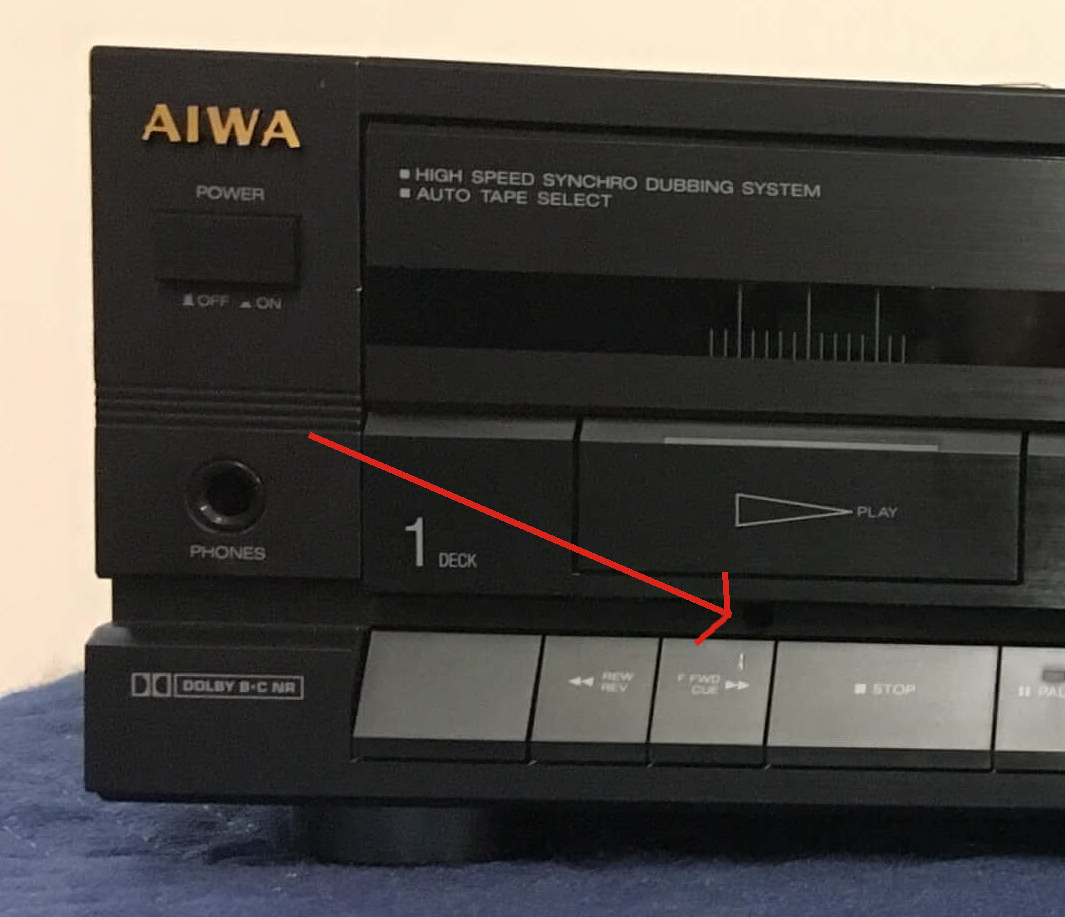 AIWA
POWER
OFF ON
HIGH SPEED SYNCHRO DUBBING SYSTEM
AUTO TAPE SELECT
PHONES
1 DECK
PLAY
DOLBY B·C NR
REW
REV
F FWD
CUE
STOP